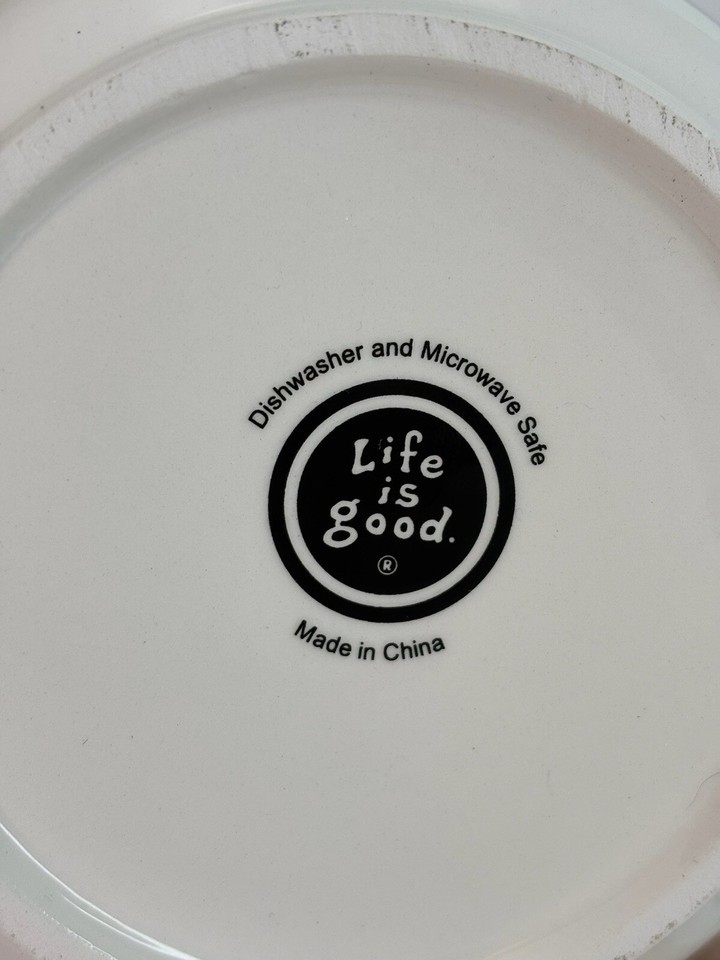 Dishwasher and Microwave Safe
Life
is
good.
®
Made in China